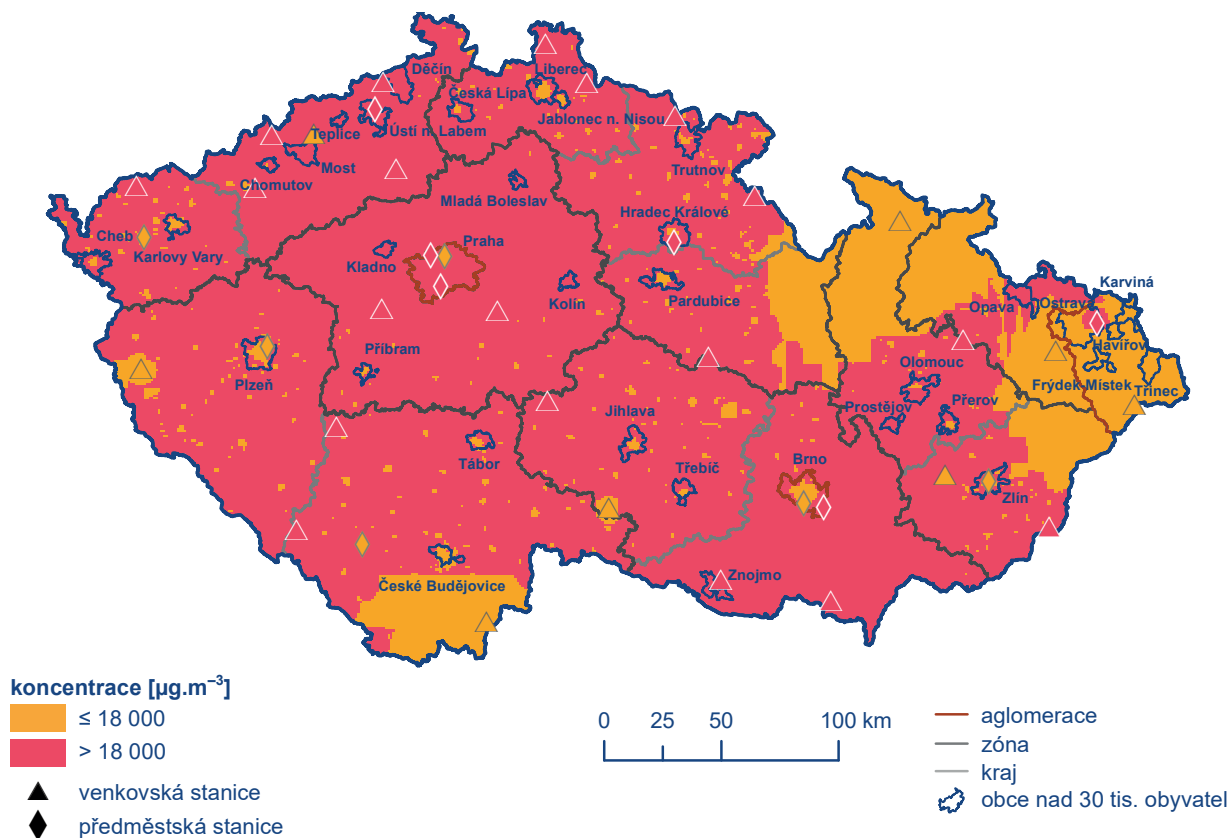 Děčín
Liberec
Česká Lípa
Jablonec n. Nisou
Teplice
Ústí n. Labem
Most
Trutnov
Chomutov
Mladá Boleslav
Hradec Králové
Cheb
Karlovy Vary
Praha
Kladno
Kolín
Pardubice
Karviná
Opava
Ostrava
Havířov
Příbram
Plzeň
Olomouc
Frýdek Místek
Třinec
Jihlava
Prostějov
Přerov
Tábor
Třebíč
Brno
Zlín
České Budějovice
Znojmo
koncentrace [µg.m⁻³]
≤ 18 000
> 18 000
venkovská stanice
předměstská stanice
0 25 50 100 km
aglomerace
zóna
kraj
obce nad 30 tis. obyvatel